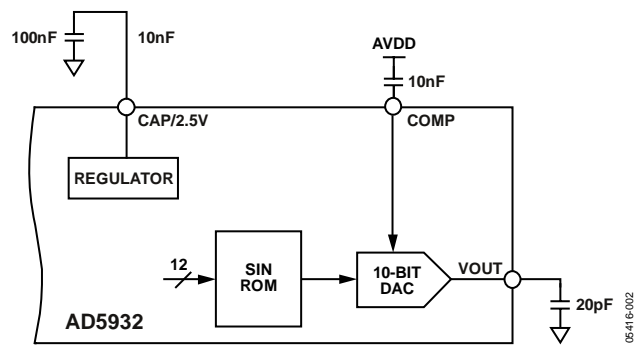 100nF
10nF
AVDD
10nF
CAP/2.5V
COMP
REGULATOR
12
SIN
ROM
10-BIT
DAC
VOUT
20pF
AD5932
05416-002